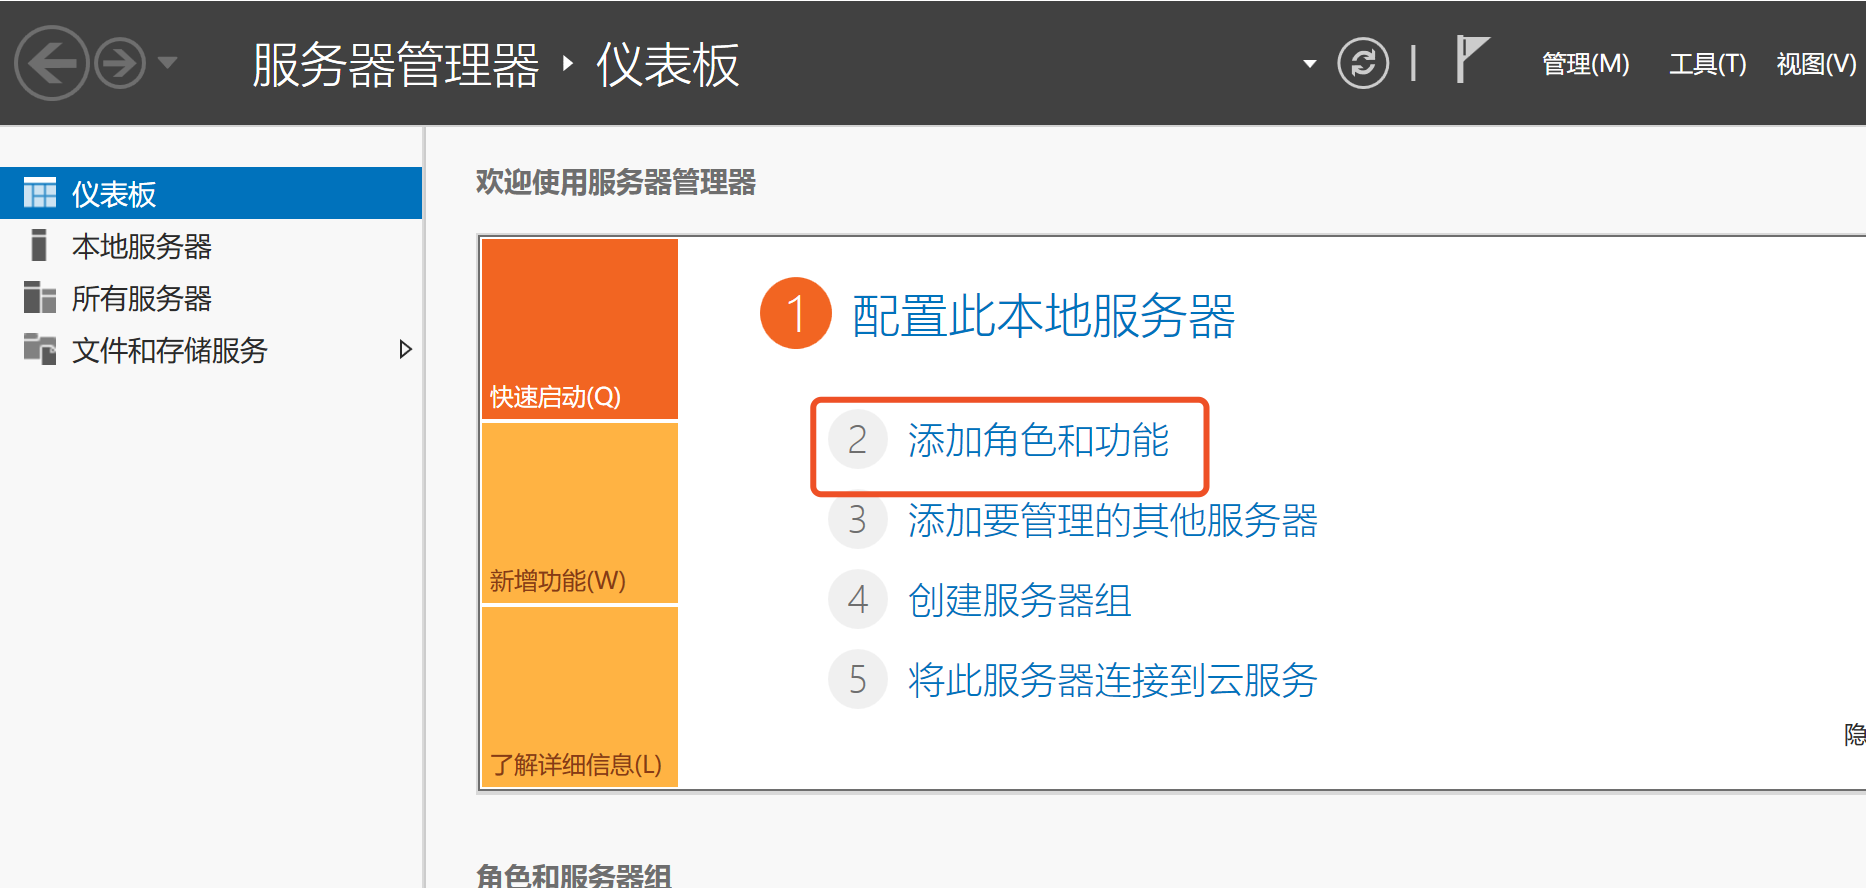 服务器管理器 ▸ 仪表板
管理(M) 工具(T) 视图(V)
仪表板
本地服务器
所有服务器
文件和存储服务
欢迎使用服务器管理器
快速启动(Q)
新增功能(W)
了解详细信息(L)
1 配置此本地服务器
2 添加角色和功能
3 添加要管理的其他服务器
4 创建服务器组
5 将此服务器连接到云服务
隐
角色和服务器组